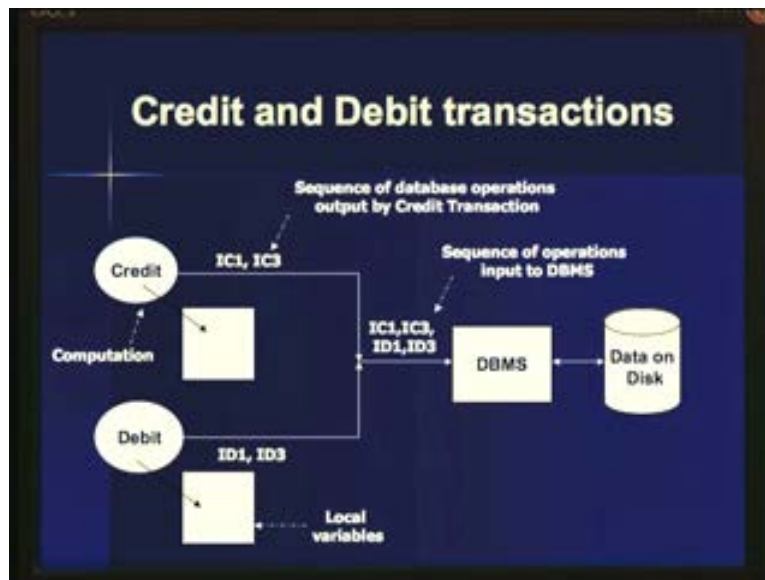 Credit and Debit transactions
Sequence of database operations
output by Credit Transaction
IC1, IC3
Sequence of operations
input to DBMS
Credit
IC1,IC3,
ID1,ID3
Computation
DBMS
Data on
Disk
Debit
ID1, ID3
Local
variables